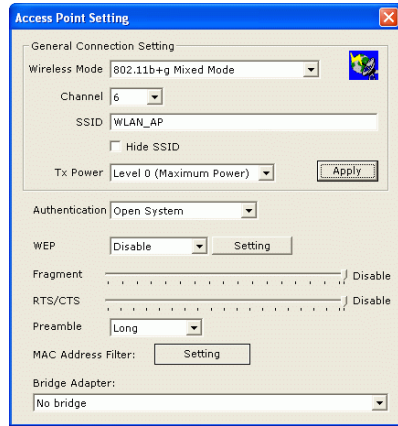 Access Point Setting
General Connection Setting
Wireless Mode 802.11b+g Mixed Mode
Channel 6
SSID WLAN_AP
Hide SSID
Tx Power Level 0 (Maximum Power) Apply
Authentication Open System
WEP Disable Setting
Fragment Disable
RTS/CTS Disable
Preamble Long
MAC Address Filter: Setting
Bridge Adapter:
No bridge